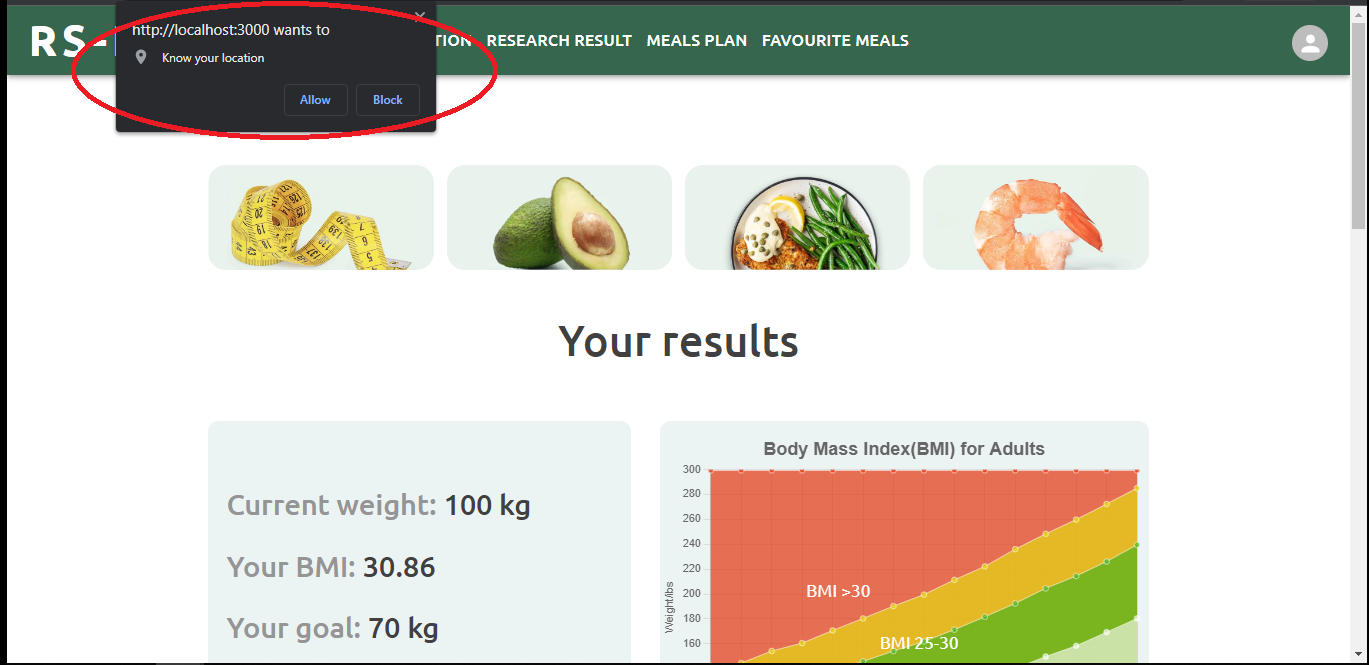 http://localhost:3000 wants to
Know your location
Allow Block
RS-
TION RESEARCH RESULT MEALS PLAN FAVOURITE MEALS
Your results
Current weight: 100 kg
Your BMI: 30.86
Your goal: 70 kg
Body Mass Index(BMI) for Adults
300
280
260
240
220
200
180
160
Weight/lbs
BMI >30
BMI 25-30